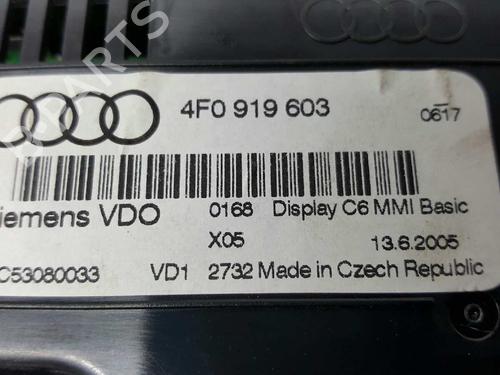 4F0 919 603
0617
iemens VDO
0168 Display C6 MMI Basic
X05 13.6.2005
C53080033 VD1 2732 Made in Czech Republic